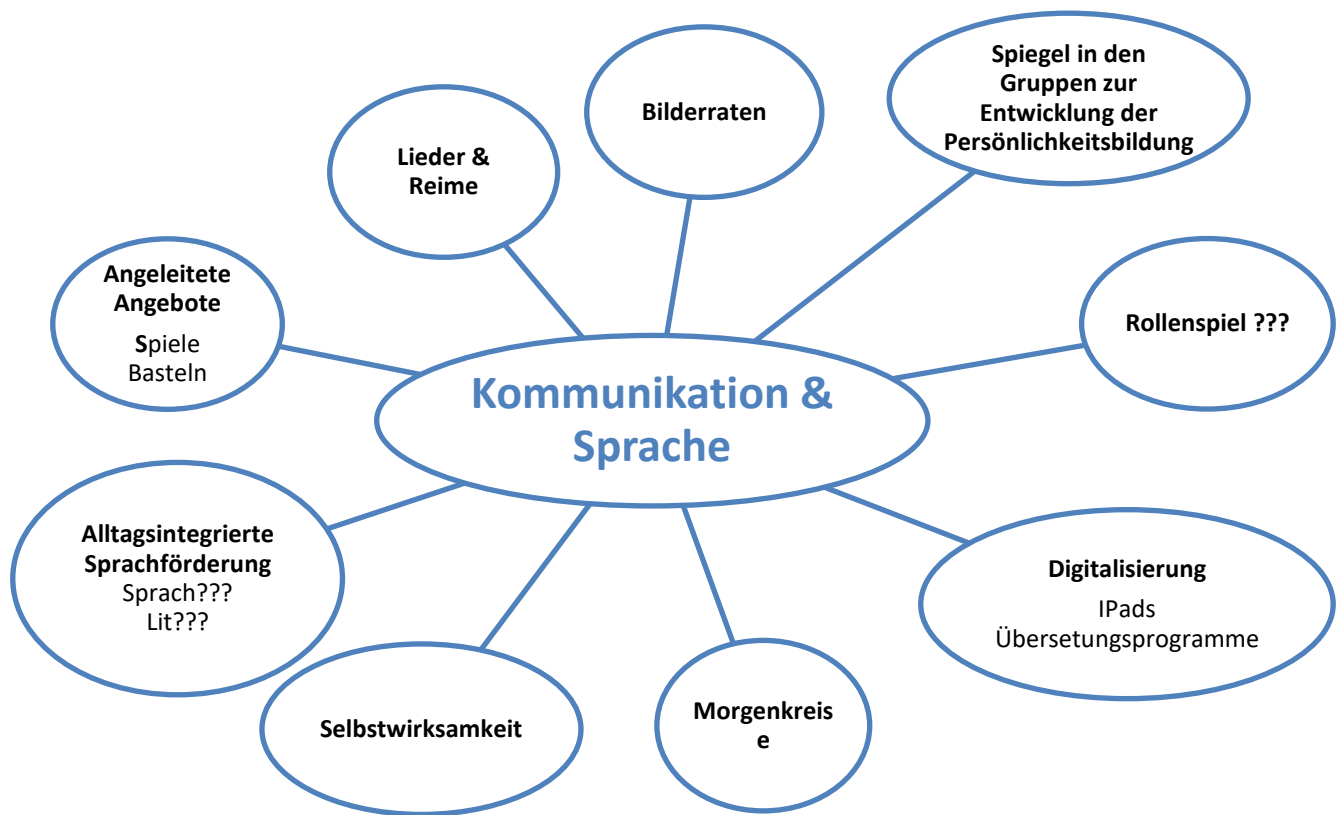 Spiegel in den
Gruppen zur
Entwicklung der
Persönlichkeitsbildung
Bilderraten
Lieder &
Reime
Angeleitete
Angebote
Spiele
Basteln
Rollenspiel ???
Kommunikation &
Sprache
Alltagsintegrierte
Sprachförderung
Sprach???
Lit???
Digitalisierung
IPads
Übersetungsprogramme
Selbstwirksamkeit
Morgenkreis
e